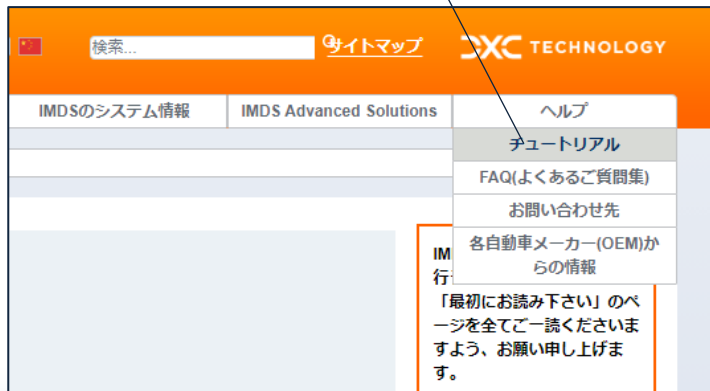 検索...
サイトマップ
DXC TECHNOLOGY
IMDSのシステム情報
IMDS Advanced Solutions
ヘルプ
チュートリアル
FAQ(よくあるご質問集)
お問い合わせ先
各自動車メーカー(OEM)か
らの情報
IM
行
「最初にお読み下さい」のペ
ージを全てご一読くださいま
すよう、お願い申し上げま
す。